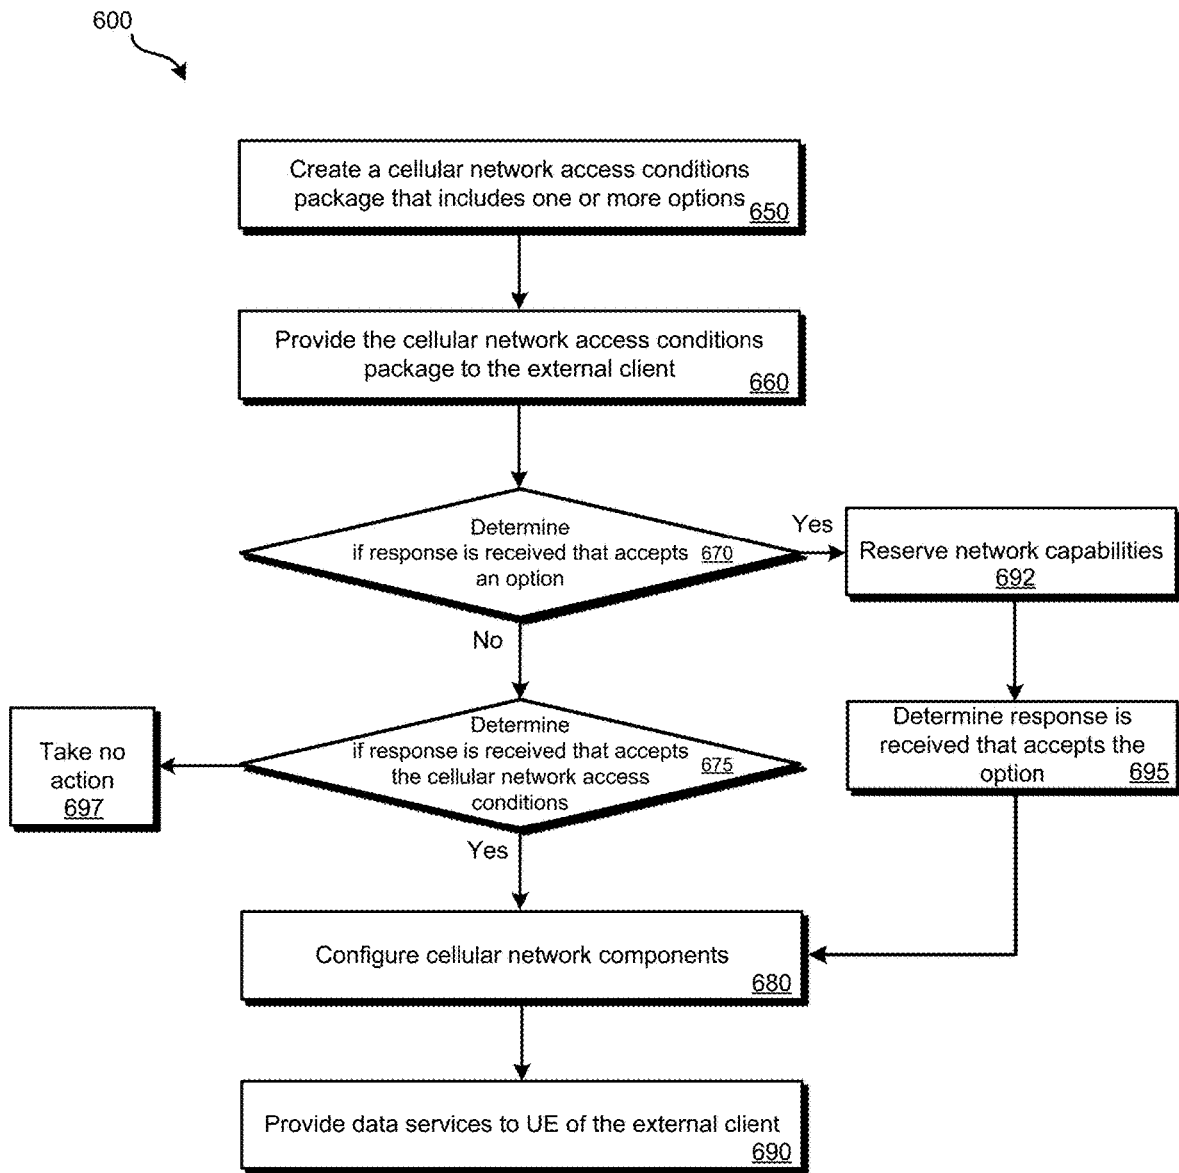 600
Create a cellular network access conditions
package that includes one or more options
650
Provide the cellular network access conditions
package to the external client
660
Determine
if response is received that accepts
an option
670
Yes
Reserve network capabilities
692
No
Determine
if response is received that accepts
the cellular network access
conditions
675
Take no
action
697
Determine response is
received that accepts the
option
695
Yes
Configure cellular network components
680
Provide data services to UE of the external client
690